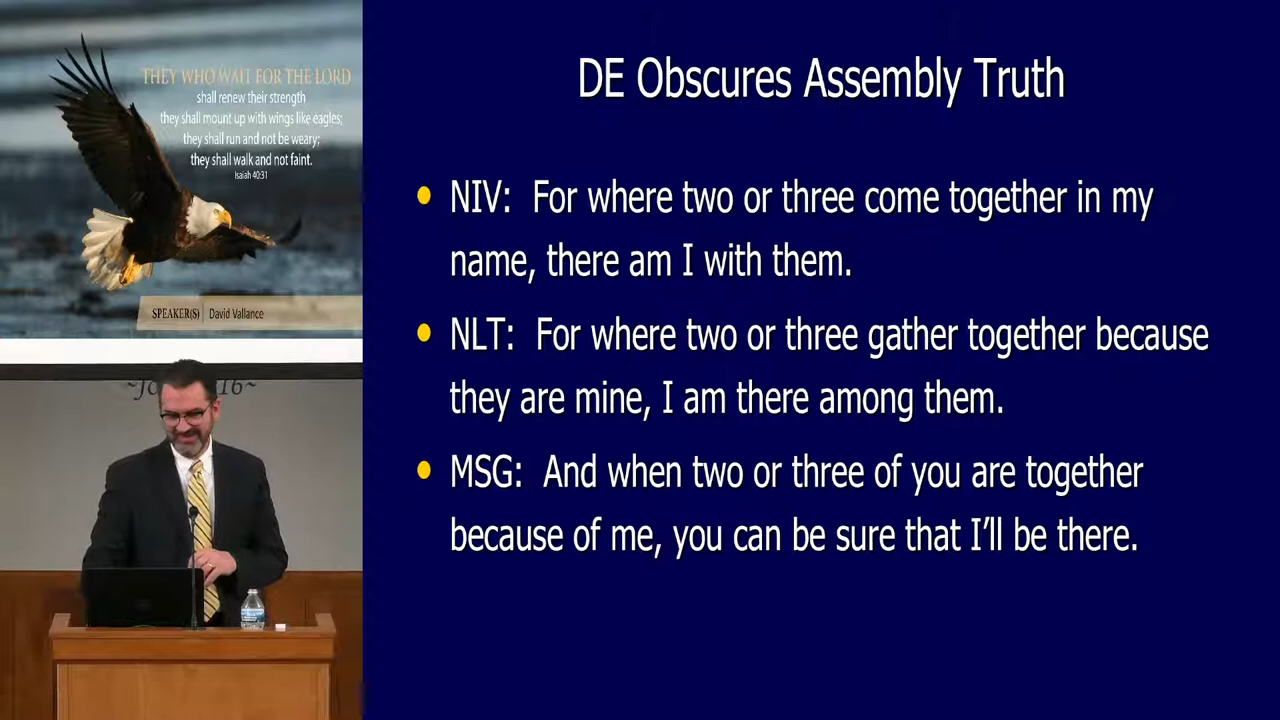 THEY WHO WAIT FOR THE LORD
shall renew their strength
they shall mount up with wings like eagles;
they shall run and not be weary;
they shall walk and not faint.
Isaiah 40:31
SPEAKER(S) | David Vallance
DE Obscures Assembly Truth
• NIV: For where two or three come together in my
name, there am I with them.
• NLT: For where two or three gather together because
they are mine, I am there among them.
• MSG: And when two or three of you are together
because of me, you can be sure that I'll be there.